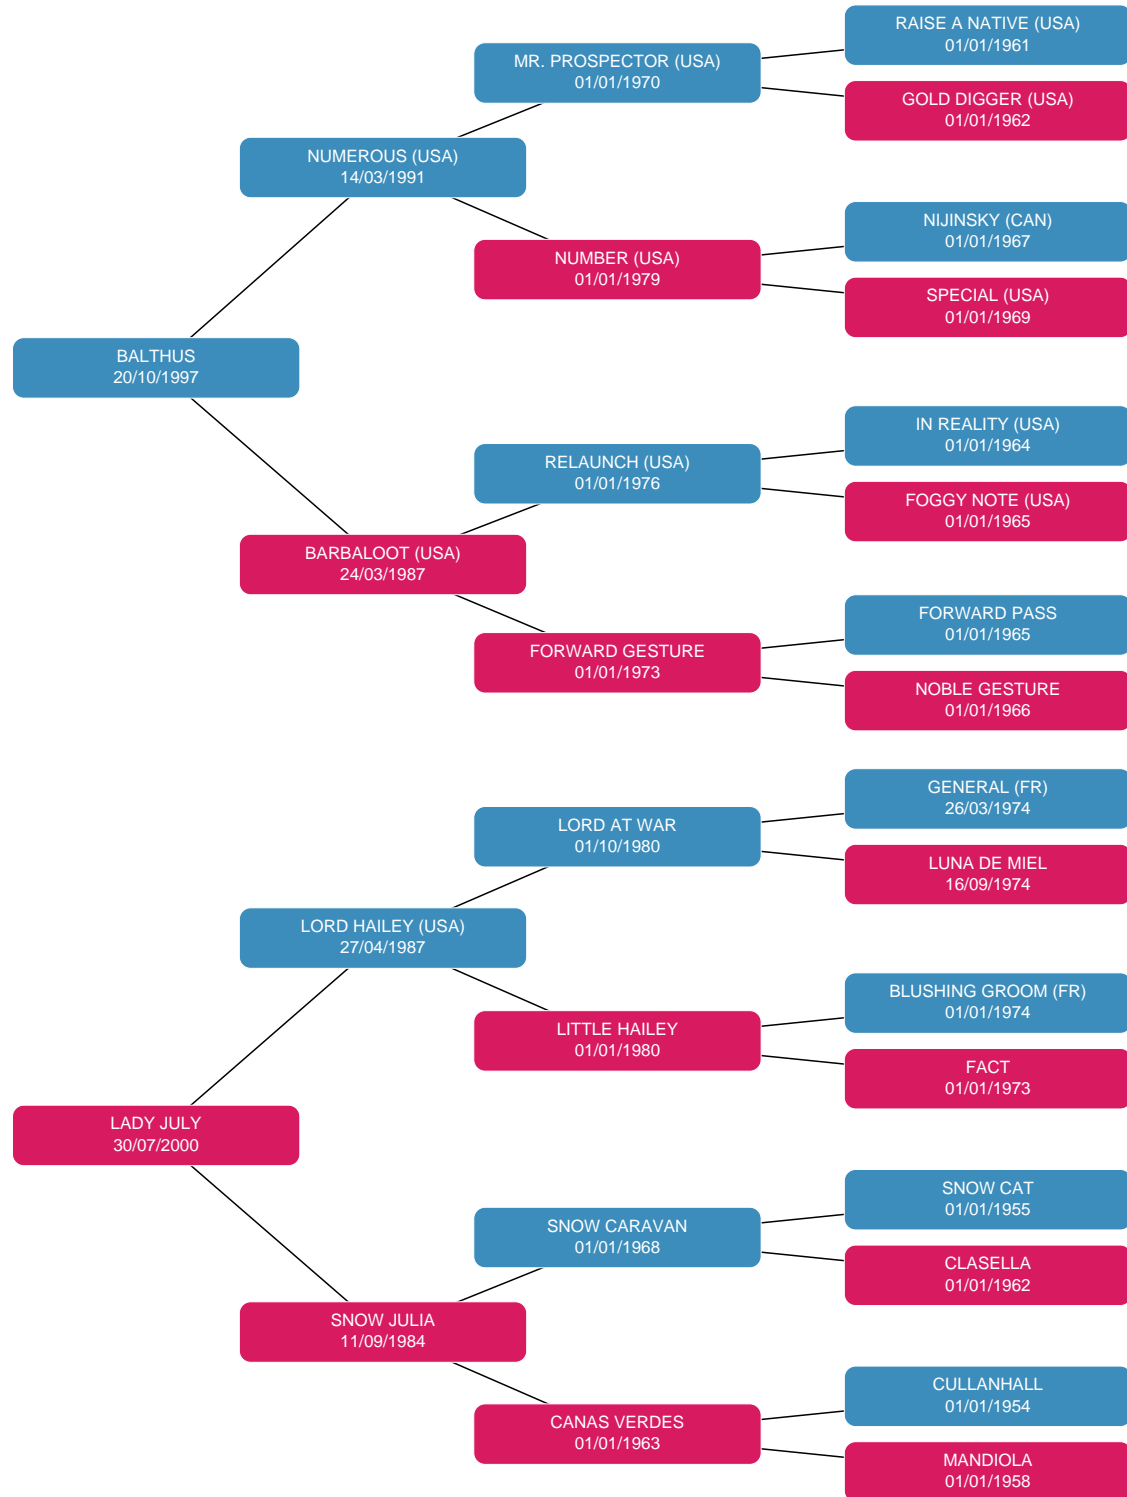 RAISE A NATIVE (USA)
01/01/1961
MR. PROSPECTOR (USA)
01/01/1970
GOLD DIGGER (USA)
01/01/1962
NUMEROUS (USA)
14/03/1991
NIJINSKY (CAN)
01/01/1967
NUMBER (USA)
01/01/1979
SPECIAL (USA)
01/01/1969
BALTHUS
20/10/1997
IN REALITY (USA)
01/01/1964
RELAUNCH (USA)
01/01/1976
FOGGY NOTE (USA)
01/01/1965
BARBALOOT (USA)
24/03/1987
FORWARD PASS
01/01/1965
FORWARD GESTURE
01/01/1973
NOBLE GESTURE
01/01/1966
GENERAL (FR)
26/03/1974
LORD AT WAR
01/10/1980
LUNA DE MIEL
16/09/1974
LORD HAILEY (USA)
27/04/1987
BLUSHING GROOM (FR)
01/01/1974
LITTLE HAILEY
01/01/1980
FACT
01/01/1973
LADY JULY
30/07/2000
SNOW CAT
01/01/1955
SNOW CARAVAN
01/01/1968
CLASELLA
01/01/1962
SNOW JULIA
11/09/1984
CULLANHALL
01/01/1954
CANAS VERDES
01/01/1963
MANDIOLA
01/01/1958